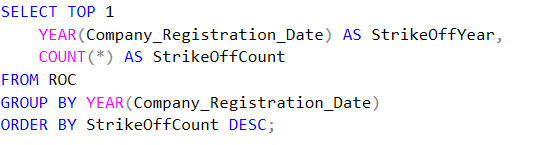 SELECT TOP 1
    YEAR(Company_Registration_Date) AS StrikeOffYear,
    COUNT(*) AS StrikeOffCount
FROM ROC
GROUP BY YEAR(Company_Registration_Date)
ORDER BY StrikeOffCount DESC;